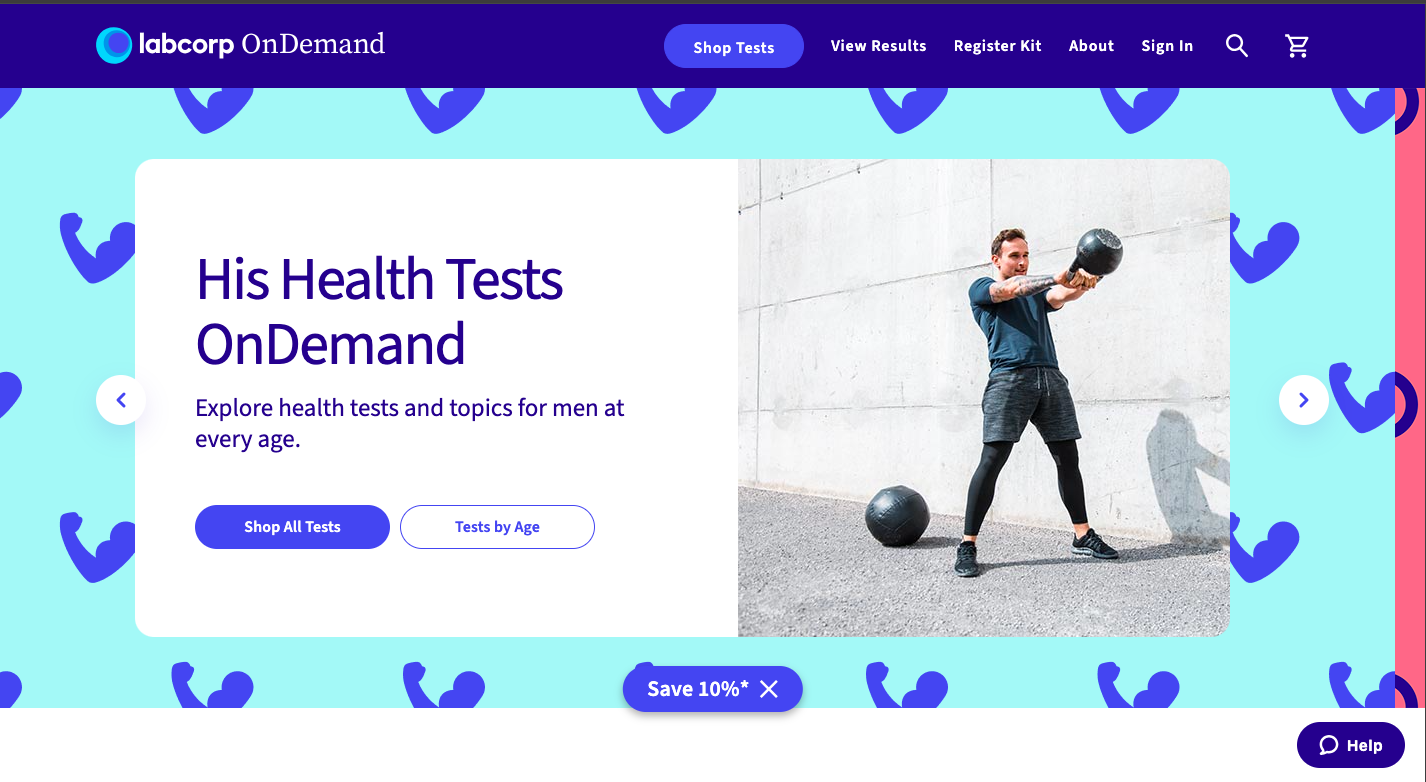 labcorp OnDemand
Shop Tests
View Results
Register Kit
About
Sign In
His Health Tests
OnDemand
Explore health tests and topics for men at
every age.
Shop All Tests
Tests by Age
Save 10%*
Help